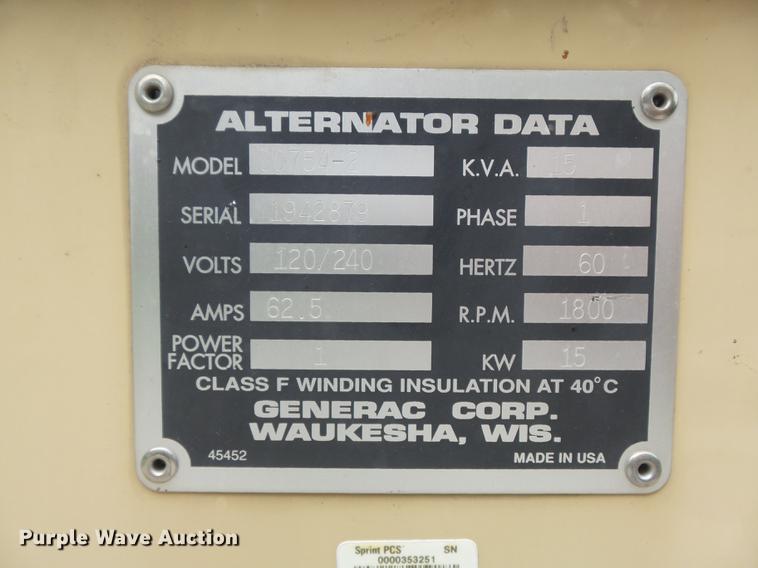 ALTERNATOR DATA
MODEL K.V.A. 15
SERIAL 1942879 PHASE 1
VOLTS 120/240 HERTZ 60
AMPS 62.5 R.P.M. 1800
POWER FACTOR 1 KW 15
CLASS F WINDING INSULATION AT 40°C
GENERAC CORP.
WAUKESHA, WIS.
45452 MADE IN USA
Sprint PCS SN
0000353251
Purple Wave Auction